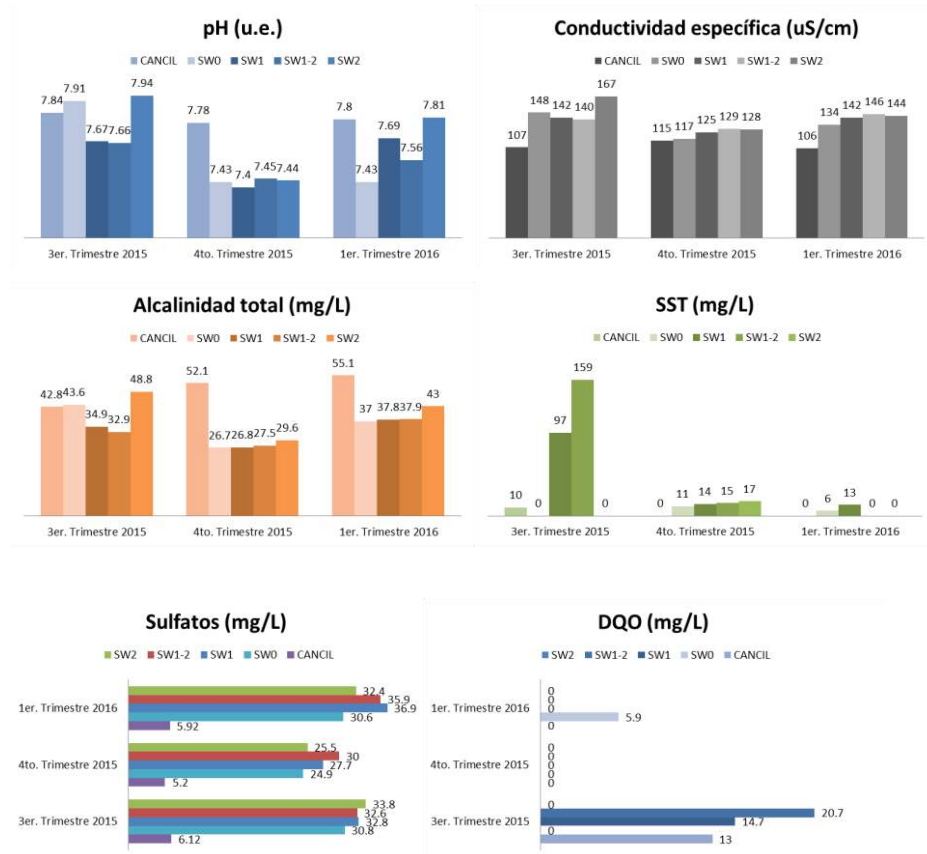 pH (u.e.)
CANCIL SW0 SW1 SW1-2 SW2
7.84 7.91 7.67 7.66 7.94 7.78 7.43 7.4 7.45 7.44 7.8 7.43 7.69 7.56 7.81
3er. Trimestre 2015 4to. Trimestre 2015 1er. Trimestre 2016
Conductividad específica (uS/cm)
CANCIL SW0 SW1 SW1-2 SW2
107 148 142 140 167 115 117 125 129 128 106 134 142 146 144
3er. Trimestre 2015 4to. Trimestre 2015 1er. Trimestre 2016
Alcalinidad total (mg/L)
CANCIL SW0 SW1 SW1-2 SW2
42.8 43.6 34.9 32.9 48.8 52.1 26.7 26.8 27.5 29.6 55.1 37 37.8 37.9 43
3er. Trimestre 2015 4to. Trimestre 2015 1er. Trimestre 2016
SST (mg/L)
CANCIL SW0 SW1 SW1-2 SW2
10 0 97 159 0 0 11 14 15 17 0 6 13 0 0
3er. Trimestre 2015 4to. Trimestre 2015 1er. Trimestre 2016
Sulfatos (mg/L)
SW2 SW1-2 SW1 SW0 CANCIL
1er. Trimestre 2016
32.4
35.9
36.9
30.6
5.92
4to. Trimestre 2015
25.5
30
27.7
24.9
5.2
3er. Trimestre 2015
33.8
32.6
32.8
30.8
6.12
DQO (mg/L)
SW2 SW1-2 SW1 SW0 CANCIL
1er. Trimestre 2016
0
0
0
5.9
0
4to. Trimestre 2015
0
0
0
0
0
3er. Trimestre 2015
0
20.7
14.7
0
13